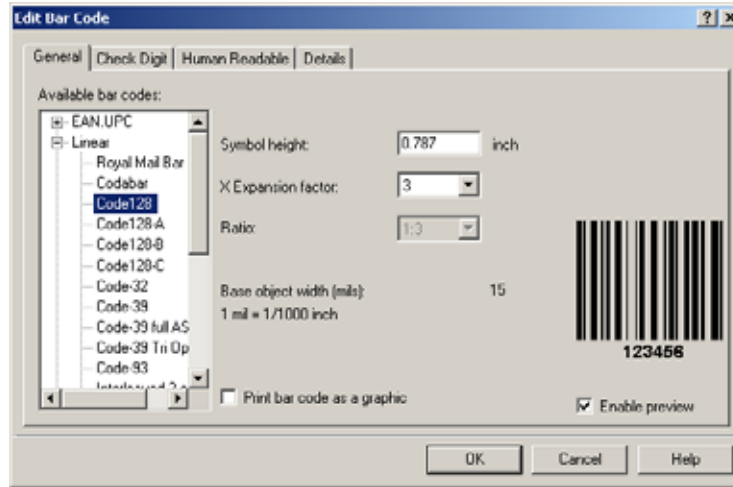 Edit Bar Code
General Check Digit Human Readable Details
Available bar codes:
EAN.UPC
Linear
Royal Mail Bar
Codabar
Code128
Code128-A
Code128-B
Code128-C
Code-32
Code-39
Code-39 full AS
Code-39 Tri Op
Code-93
Symbol height: 0.787 inch
X Expansion factor: 3
Ratio: 1:3
Base object width (mils): 15
1 mil = 1/1000 inch
123456
Print bar code as a graphic
Enable preview
OK Cancel Help